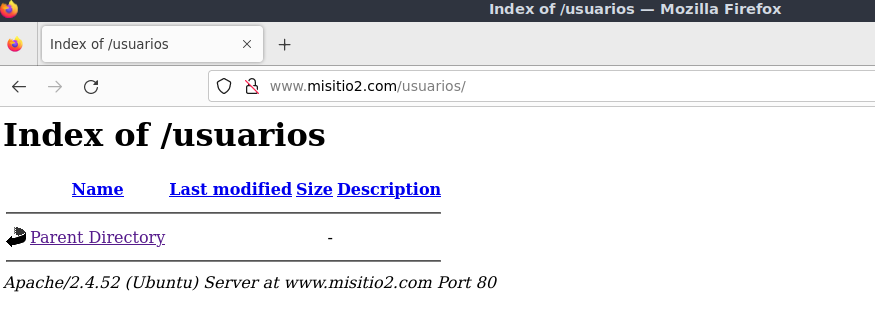 Index of /usuarios — Mozilla Firefox
Index of /usuarios
www.misitio2.com/usuarios/
Index of /usuarios
Name Last modified Size Description
Parent Directory -
Apache/2.4.52 (Ubuntu) Server at www.misitio2.com Port 80